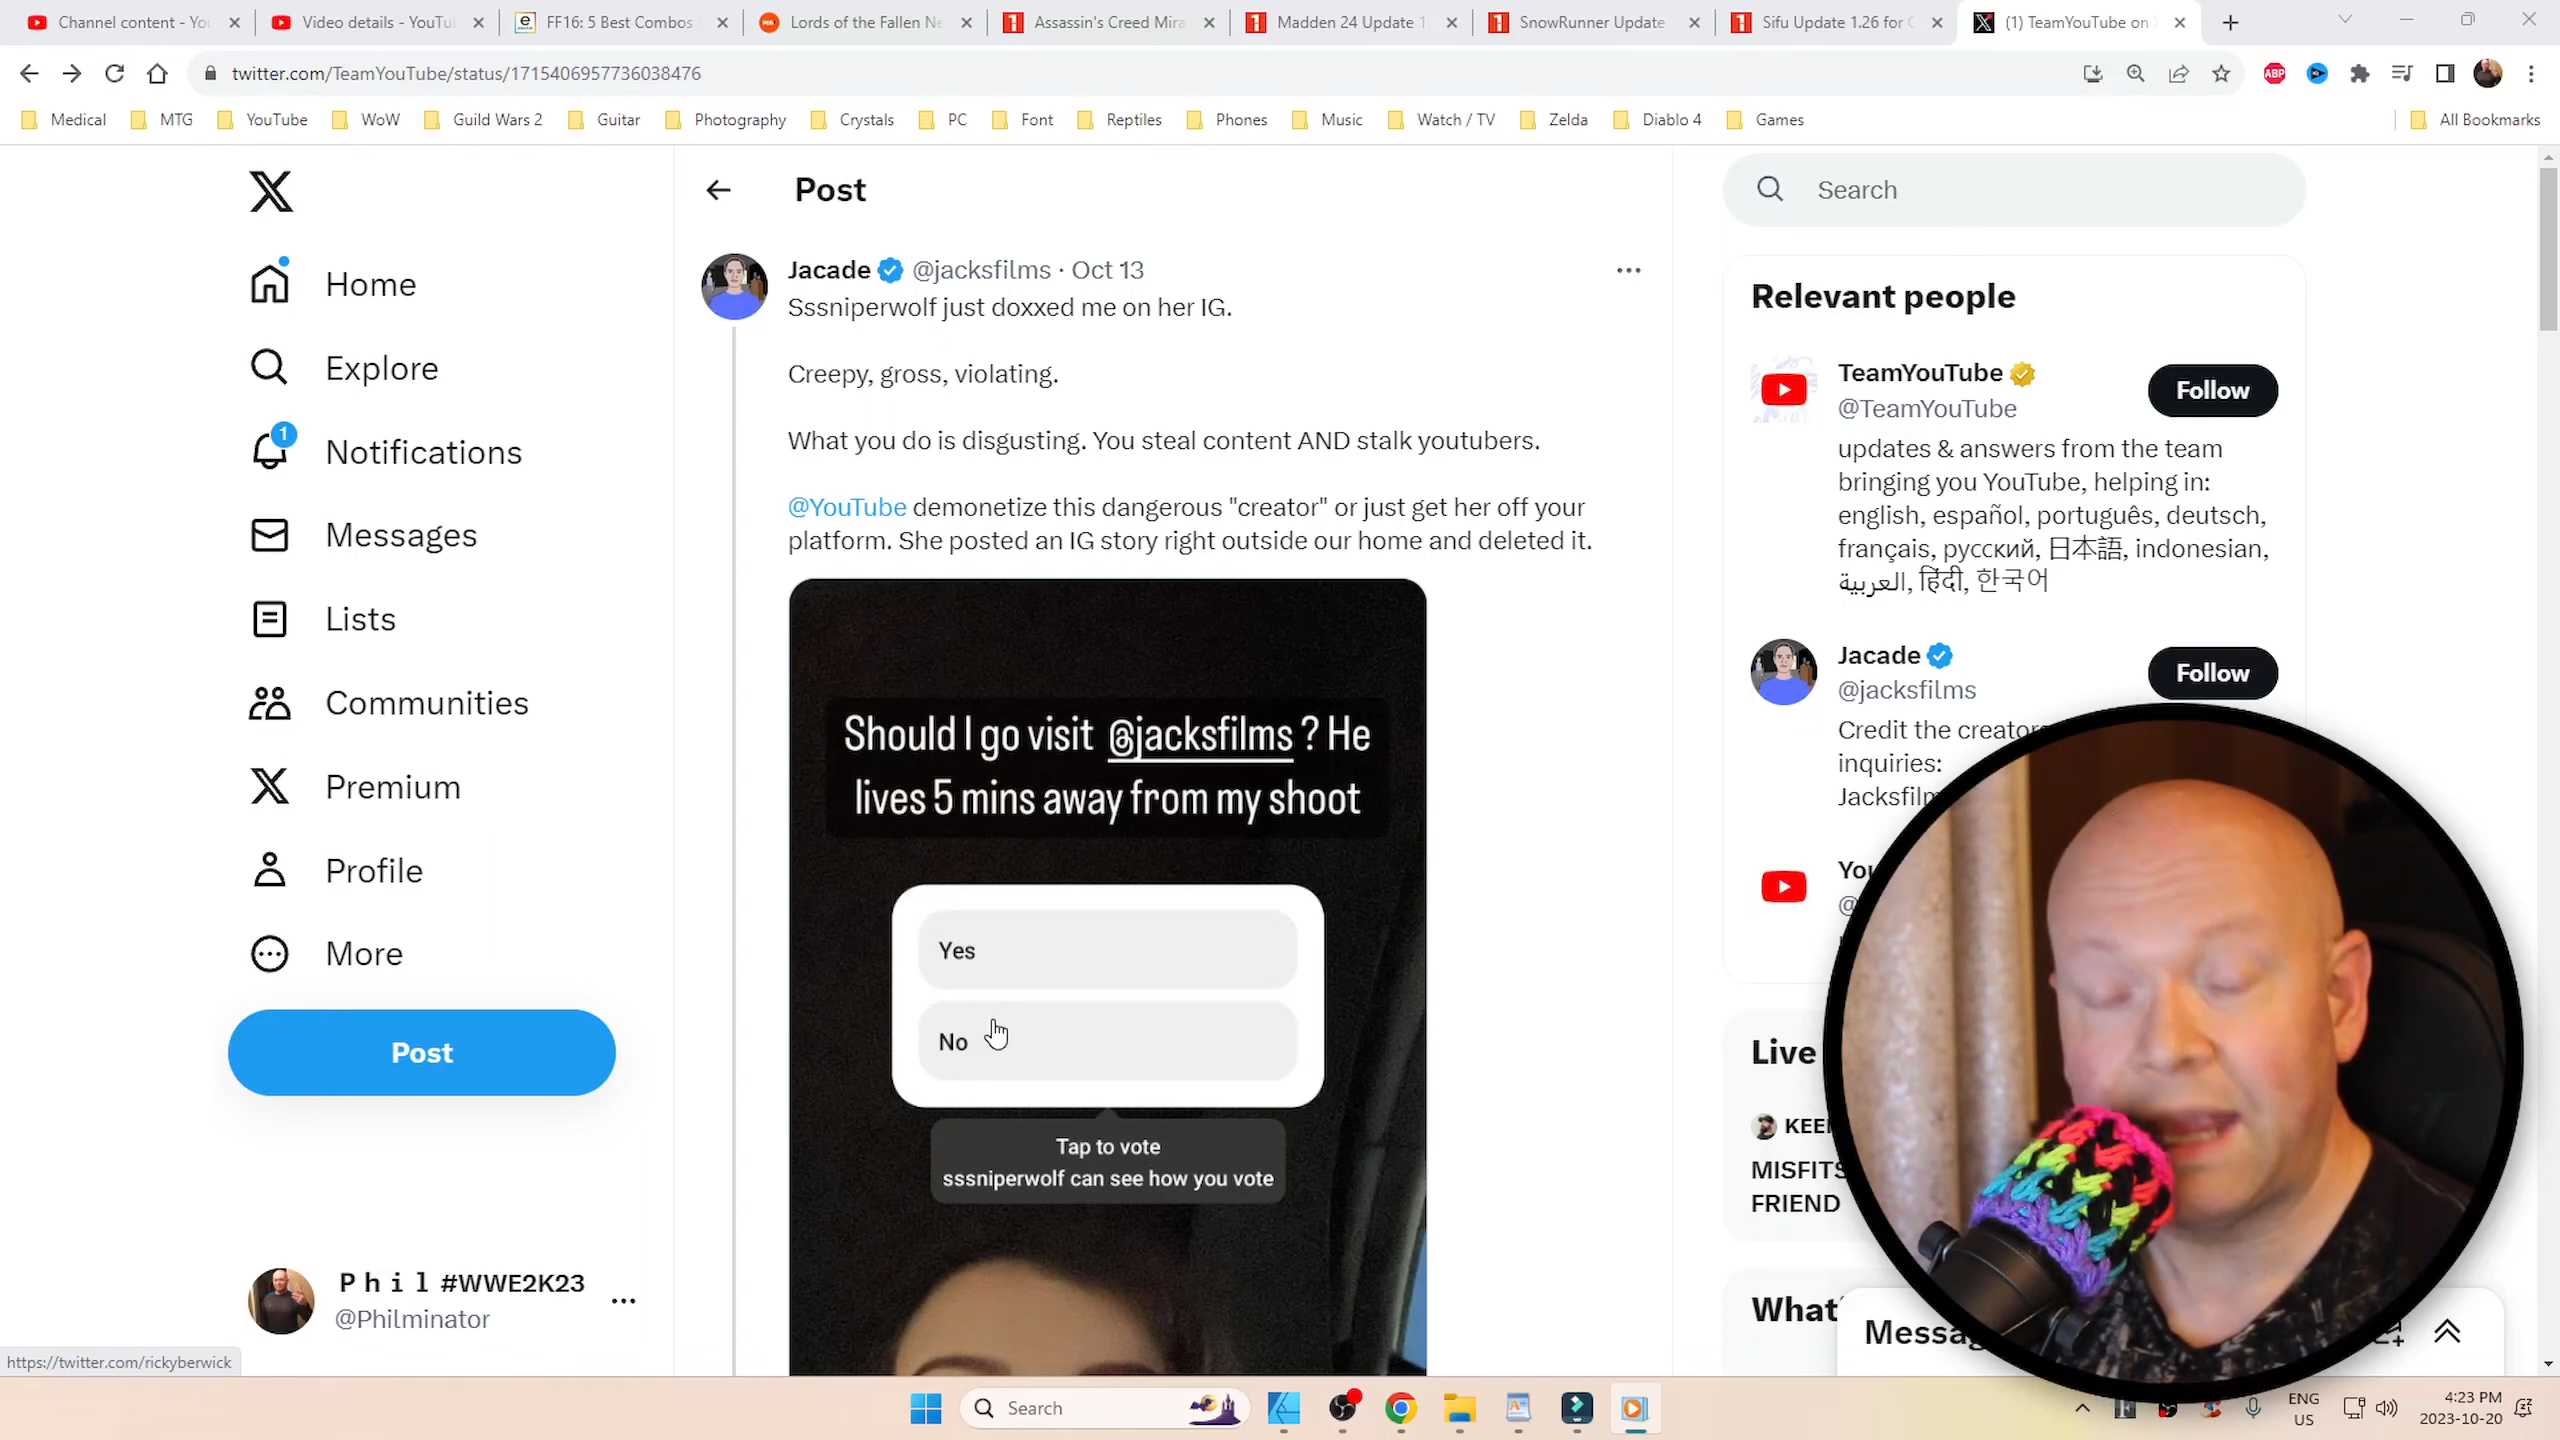 Channel content - You
Video details - YouTu
FF16: 5 Best Combos
Lords of the Fallen Ne
Assassin's Creed Mira
Madden 24 Update 1
SnowRunner Update
Sifu Update 1.26 for
(1) TeamYouTube on
twitter.com/TeamYouTube/status/1715406957736038476
ABP
Medical MTG YouTube WoW Guild Wars 2 Guitar Photography Crystals PC Font Reptiles Phones Music Watch / TV Zelda Diablo 4 Games All Bookmarks
Home
Explore
1
Notifications
Messages
Lists
Communities
Premium
Profile
More
Post
P h i l #WWE2K23
@Philminator
https://twitter.com/rickyberwick
Post
Jacade @jacksfilms · Oct 13
Sssniperwolf just doxxed me on her IG.
Creepy, gross, violating.
What you do is disgusting. You steal content AND stalk youtubers.
@YouTube demonetize this dangerous "creator" or just get her off your
platform. She posted an IG story right outside our home and deleted it.
Should I go visit @jacksfilms ? He
lives 5 mins away from my shoot
Yes
No
Tap to vote
sssniperwolf can see how you vote
Search
Relevant people
TeamYouTube
@TeamYouTube
Follow
updates & answers from the team
bringing you YouTube, helping in:
english, español, português, deutsch,
français, русский, 日本語, indonesian,
العربية, हिंदी, 한국어
Jacade
@jacksfilms
Follow
Credit the creators
inquiries:
Jacksfilm
You
@
Live
KEE
MISFITS
FRIEND
What'
Messa
Search
ENG
US
4:23 PM
2023-10-20